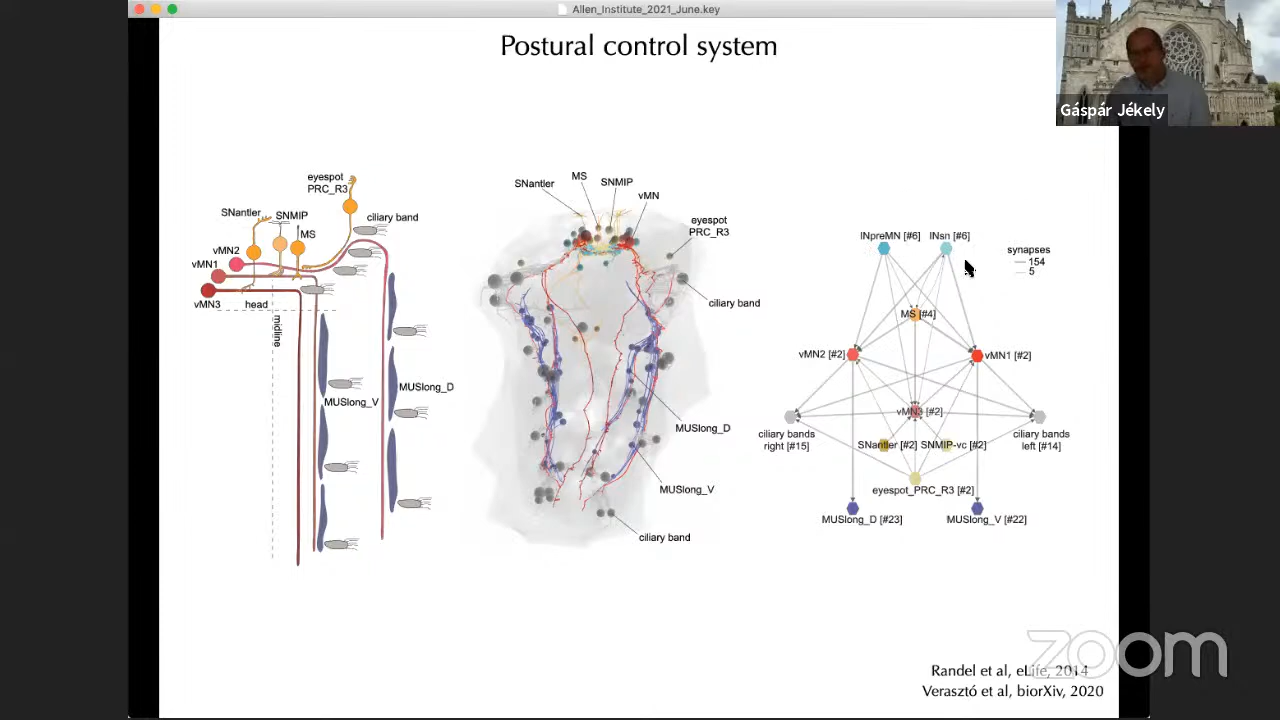 Allen_Institute_2021_June.key
Postural control system
Gáspár Jékely
eyespot
PRC_R3
SNantler
SNMIP
MS
ciliary band
vMN2
vMN1
vMN3
head
midline
MUSlong_V
MUSlong_D
SNantler
MS
SNMIP
vMN
eyespot
PRC_R3
ciliary band
MUSlong_D
MUSlong_V
ciliary band
INpreMN [#6]
INsn [#6]
synapses
154
5
MS [#4]
vMN2 [#2]
vMN1 [#2]
vMN3 [#2]
ciliary bands
right [#15]
SNantler [#2]
SNMIP-vc [#2]
ciliary bands
left [#14]
eyespot_PRC_R3 [#2]
MUSlong_D [#23]
MUSlong_V [#22]
zoom
Randel et al, eLife, 2014
Verasztó et al, biorXiv, 2020